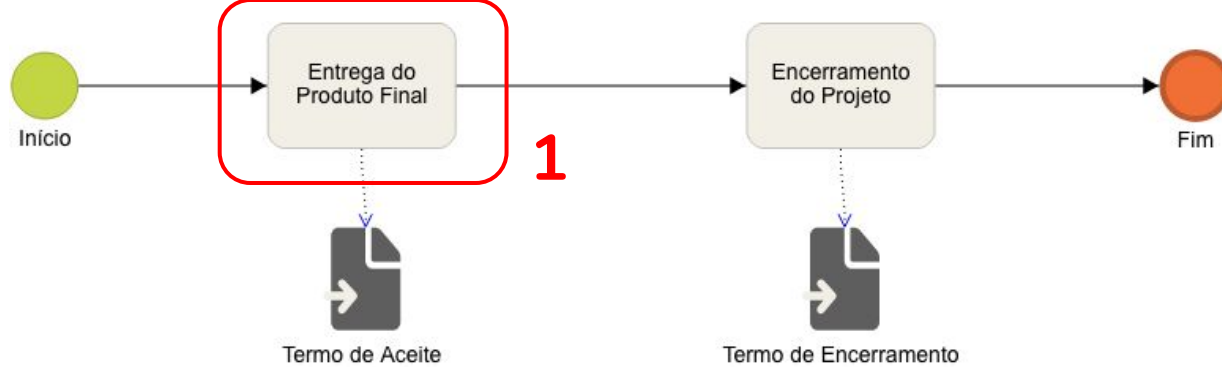 Início
Entrega do
Produto Final
1
Encerramento
do Projeto
Fim
Termo de Aceite
Termo de Encerramento